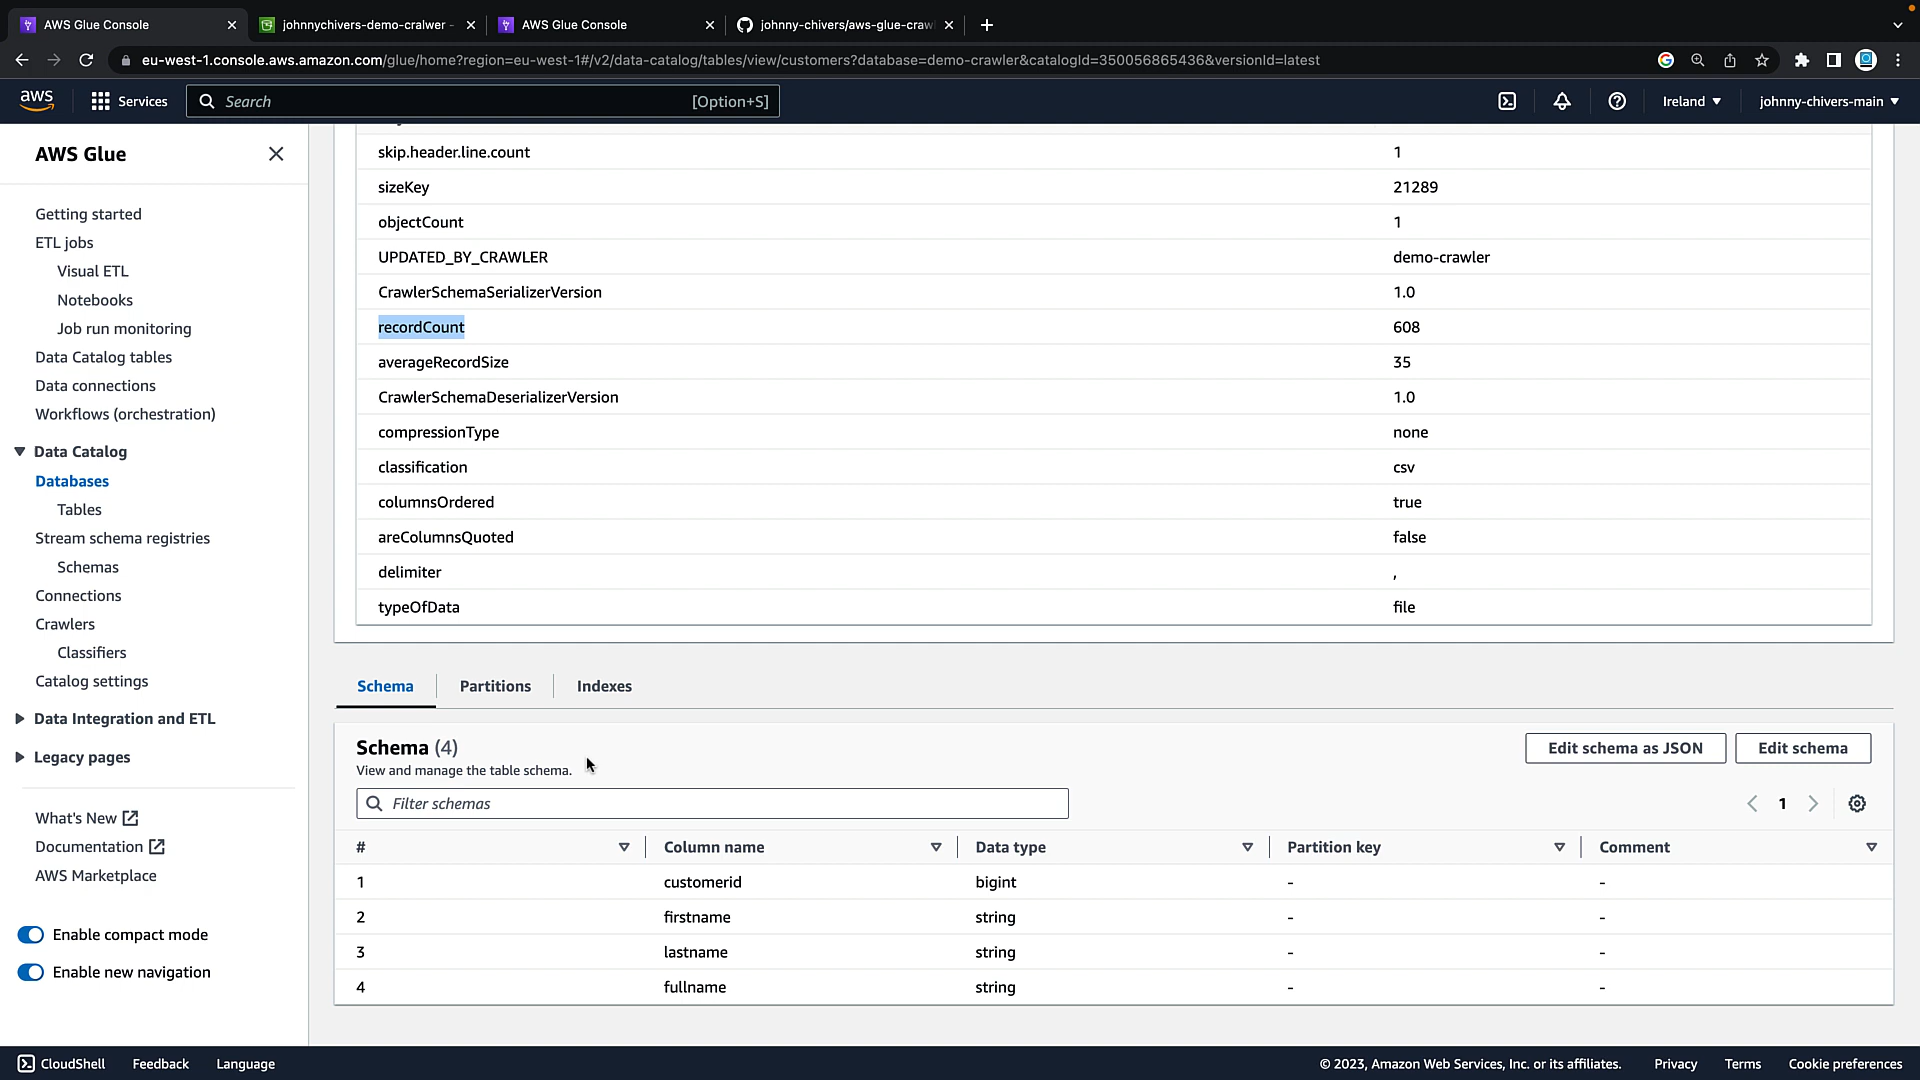 AWS Glue Console
johnnychivers-demo-cralwer -
AWS Glue Console
johnny-chivers/aws-glue-craw
eu-west-1.console.aws.amazon.com/glue/home?region=eu-west-1#/v2/data-catalog/tables/view/customers?database=demo-crawler&catalogId=350056865436&versionId=latest
aws
Services
Search
[Option+S]
Ireland
johnny-chivers-main
AWS Glue
Getting started
ETL jobs
Visual ETL
Notebooks
Job run monitoring
Data Catalog tables
Data connections
Workflows (orchestration)
Data Catalog
Databases
Tables
Stream schema registries
Schemas
Connections
Crawlers
Classifiers
Catalog settings
Data Integration and ETL
Legacy pages
What's New
Documentation
AWS Marketplace
Enable compact mode
Enable new navigation
skip.header.line.count 1
sizeKey 21289
objectCount 1
UPDATED_BY_CRAWLER demo-crawler
CrawlerSchemaSerializerVersion 1.0
recordCount 608
averageRecordSize 35
CrawlerSchemaDeserializerVersion 1.0
compressionType none
classification csv
columnsOrdered true
areColumnsQuoted false
delimiter ,
typeOfData file
Schema Partitions Indexes
Schema (4)
View and manage the table schema.
Edit schema as JSON
Edit schema
Filter schemas
1
# Column name Data type Partition key Comment
1 customerid bigint - -
2 firstname string - -
3 lastname string - -
4 fullname string - -
CloudShell Feedback Language
© 2023, Amazon Web Services, Inc. or its affiliates. Privacy Terms Cookie preferences